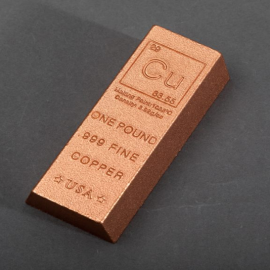 29
Cu
63.55
ONE POUND
.999 FINE
COPPER
☆USA☆